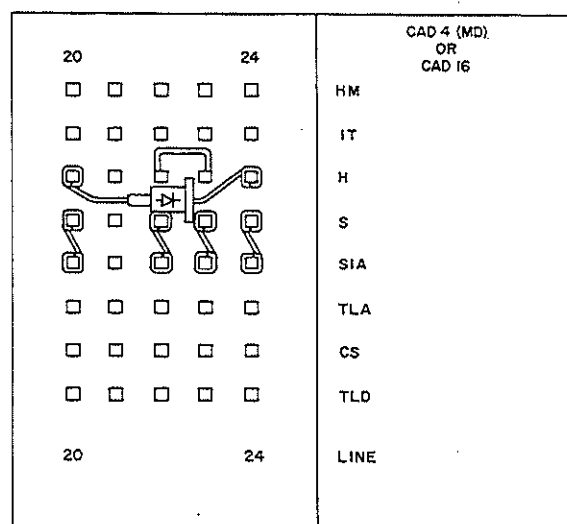 20 24
CAD 4 (MD)
OR
CAD 16
HM
IT
H
S
SIA
TLA
CS
TLD
20 24 LINE